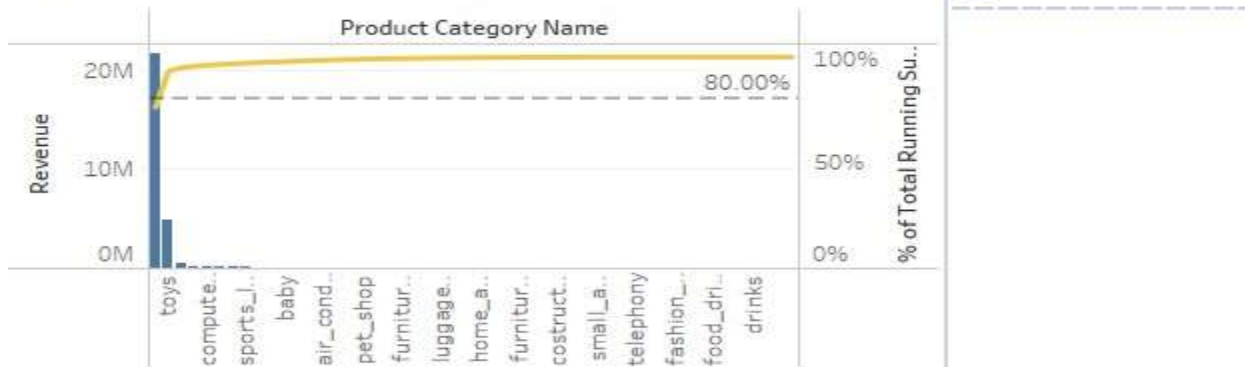 Product Category Name
Revenue
20M
10M
0M
80.00%
100%
50%
0%
% of Total Running Su..
toys
compute..
sports_l..
baby
air_cond..
pet_shop
furnitur..
luggage..
home_a..
furnitur..
costruct..
small_a..
telephony
fashion_..
food_dri..
drinks